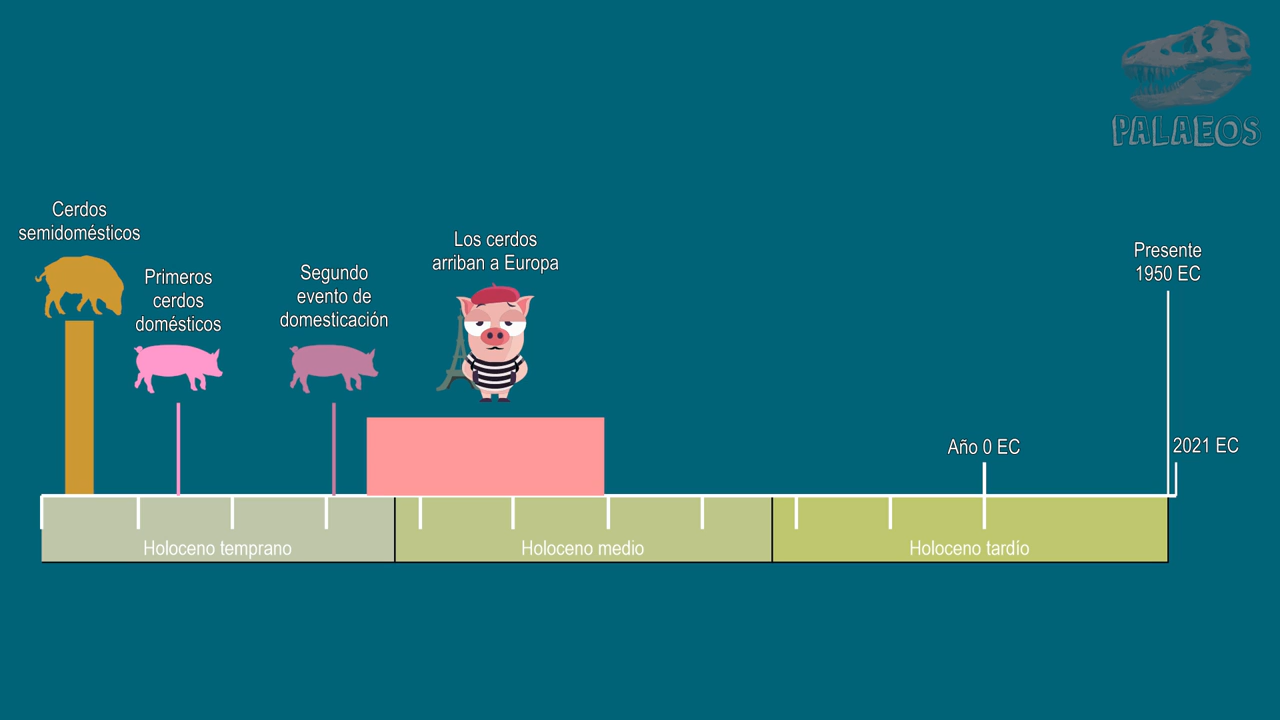 PALAEOS
Cerdos
semidomésticos
Primeros
cerdos
domésticos
Segundo
evento de
domesticación
Los cerdos
arriban a Europa
Presente
1950 EC
Año 0 EC
2021 EC
Holoceno temprano
Holoceno medio
Holoceno tardío